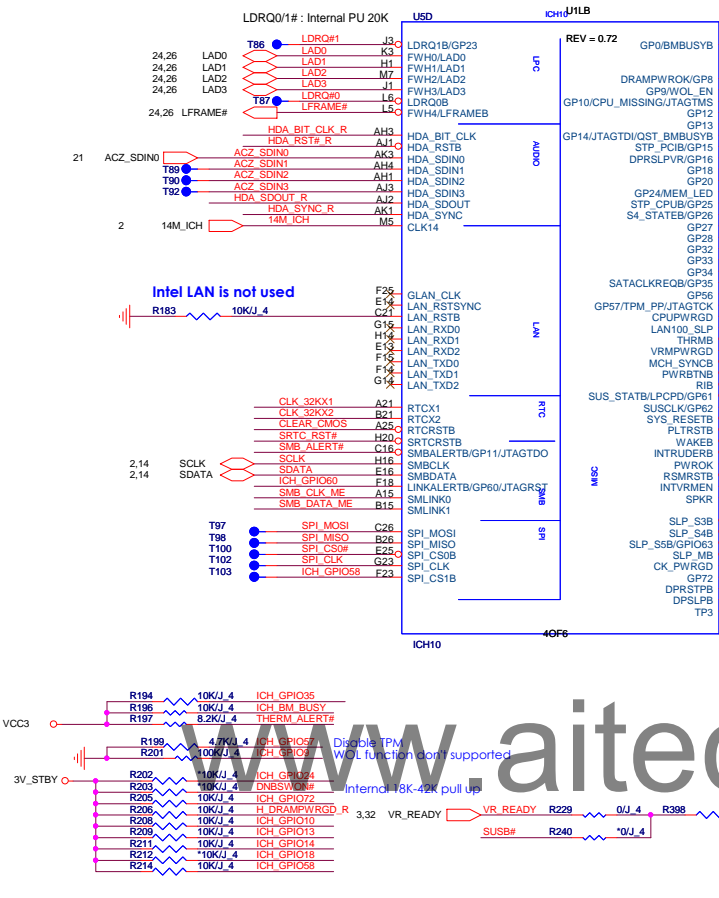 LDRQ0/1# : Internal PU 20K
U5D
ICH10
U1LB
REV = 0.72
T86 LDRQ#1 J3 LDRQ1B/GP23
24,26 LAD0 LAD0 K3 FWH0/LAD0
24,26 LAD1 LAD1 H1 FWH1/LAD1
24,26 LAD2 LAD2 M7 FWH2/LAD2
24,26 LAD3 LAD3 J1 FWH3/LAD3
T87 LDRQ#0 L6 LDRQ0B
24,26 LFRAME# LFRAME# L5 FWH4/LFRAMEB
LPC
HDA_BIT_CLK_R AH3 HDA_BIT_CLK
HDA_RST#_R AJ1 HDA_RSTB
21 ACZ_SDIN0 ACZ_SDIN0 AK3 HDA_SDIN0
T89 ACZ_SDIN1 AH4 HDA_SDIN1
T90 ACZ_SDIN2 AH1 HDA_SDIN2
T92 ACZ_SDIN3 AJ3 HDA_SDIN3
HDA_SDOUT_R AJ2 HDA_SDOUT
HDA_SYNC_R AK1 HDA_SYNC
2 14M_ICH 14M_ICH M5 CLK14
AUDIO
Intel LAN is not used
F25 GLAN_CLK
E14 LAN_RSTSYNC
R183 10K/J_4 C21 LAN_RSTB
G15 LAN_RXD0
H14 LAN_RXD1
E13 LAN_RXD2
F15 LAN_TXD0
F14 LAN_TXD1
G14 LAN_TXD2
LAN
CLK_32KX1 A21 RTCX1
CLK_32KX2 B21 RTCX2
CLEAR_CMOS A25 RTCRSTB
SRTC_RST# H20 SRTCRSTB
RTC
SMB_ALERT# C16 SMBALERTB/GP11/JTAGTDO
2,14 SCLK SCLK H16 SMBCLK
2,14 SDATA SDATA E16 SMBDATA
ICH_GPIO60 F18 LINKALERTB/GP60/JTAGRST
SMB_CLK_ME A15 SMLINK0
SMB_DATA_ME B15 SMLINK1
SMB
T97 SPI_MOSI C26 SPI_MOSI
T98 SPI_MISO B26 SPI_MISO
T100 SPI_CS0# E25 SPI_CS0B
T102 SPI_CLK G23 SPI_CLK
T103 ICH_GPIO58 F23 SPI_CS1B
SPI
MISC
GP0/BMBUSYB
DRAMPWROK/GP8
GP9/WOL_EN
GP10/CPU_MISSING/JTAGTMS
GP12
GP13
GP14/JTAGTDI/QST_BMBUSYB
STP_PCIB/GP15
DPRSLPVR/GP16
GP18
GP20
GP24/MEM_LED
STP_CPUB/GP25
S4_STATEB/GP26
GP27
GP28
GP32
GP33
GP34
SATACLKREQB/GP35
GP56
GP57/TPM_PP/JTAGTCK
CPUPWRGD
LAN100_SLP
THRMB
VRMPWRGD
MCH_SYNCB
PWRBTNB
RIB
SUS_STATB/LPCPD/GP61
SUSCLK/GP62
SYS_RESETB
PLTRSTB
WAKEB
INTRUDERB
PWROK
RSMRSTB
INTVRMEN
SPKR
SLP_S3B
SLP_S4B
SLP_S5B/GPIO63
SLP_MB
CK_PWRGD
GP72
DPRSTPB
DPSLPB
TP3
4OF6
ICH10
R194 10K/J_4 ICH_GPIO35
R196 10K/J_4 ICH_BM_BUSY
VCC3 R197 8.2K/J_4 THERM_ALERT#
R199 4.7K/J_4 ICH_GPIO57 Disable TPM
R201 100K/J_4 ICH_GPIO9 WOL function don't supported
3V_STBY R202 *10K/J_4 ICH_GPIO24
R203 *10K/J_4 DNBSWON# Internal 18K-42K pull up
R205 10K/J_4 ICH_GPIO72
R206 10K/J_4 H_DRAMPWRGD_R
R208 10K/J_4 ICH_GPIO10
R209 10K/J_4 ICH_GPIO13
R211 10K/J_4 ICH_GPIO14
R212 *10K/J_4 ICH_GPIO18
R214 10K/J_4 ICH_GPIO58
3,32 VR_READY VR_READY R229 0/J_4 R398
SUSB# R240 *0/J_4
www.aitec